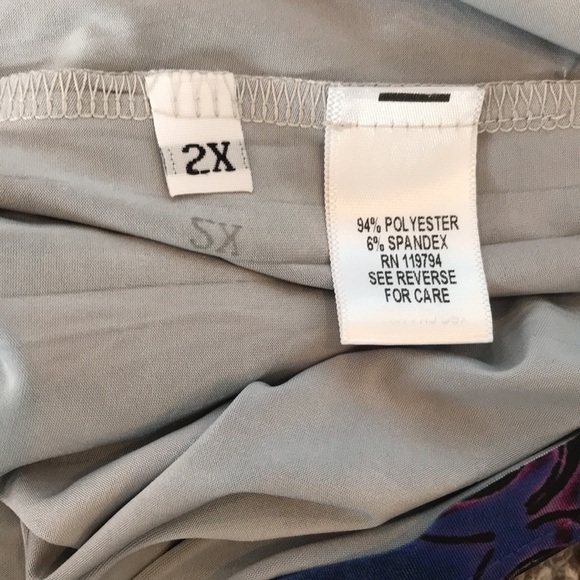 2X
2X
94% POLYESTER
6% SPANDEX
RN 119794
SEE REVERSE
FOR CARE